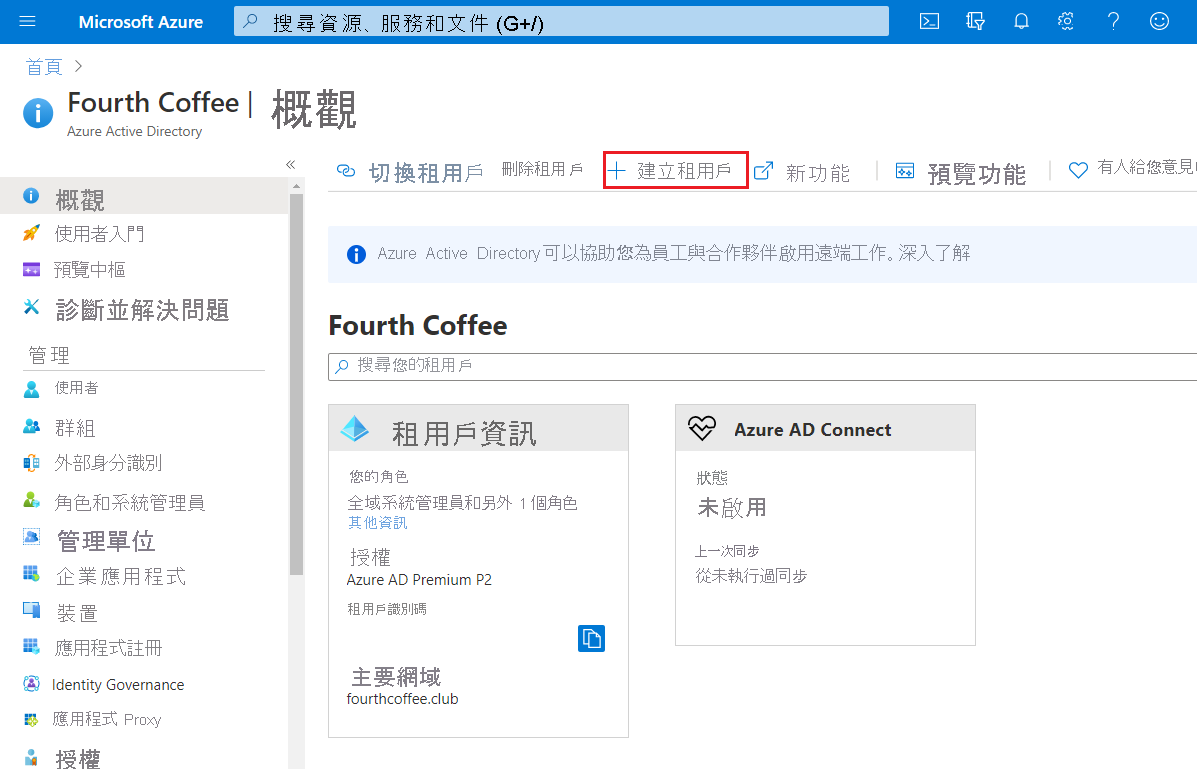 Microsoft Azure
搜尋資源、服務和文件 (G+/)
首頁
Fourth Coffee | 概觀
Azure Active Directory
切換租用戶 刪除租用戶 建立租用戶 新功能 預覽功能 有人給您意見
概觀
使用者入門
預覽中樞
診斷並解決問題
管理
使用者
群組
外部身分識別
角色和系統管理員
管理單位
企業應用程式
裝置
應用程式註冊
Identity Governance
應用程式 Proxy
授權
Azure Active Directory可以協助您為員工與合作夥伴啟用遠端工作。深入了解
Fourth Coffee
搜尋您的租用戶
租用戶資訊
您的角色
全域系統管理員和另外 1 個角色
其他資訊
授權
Azure AD Premium P2
租用戶識別碼
主要網域
fourthcoffee.club
Azure AD Connect
狀態
未啟用
上一次同步
從未執行過同步